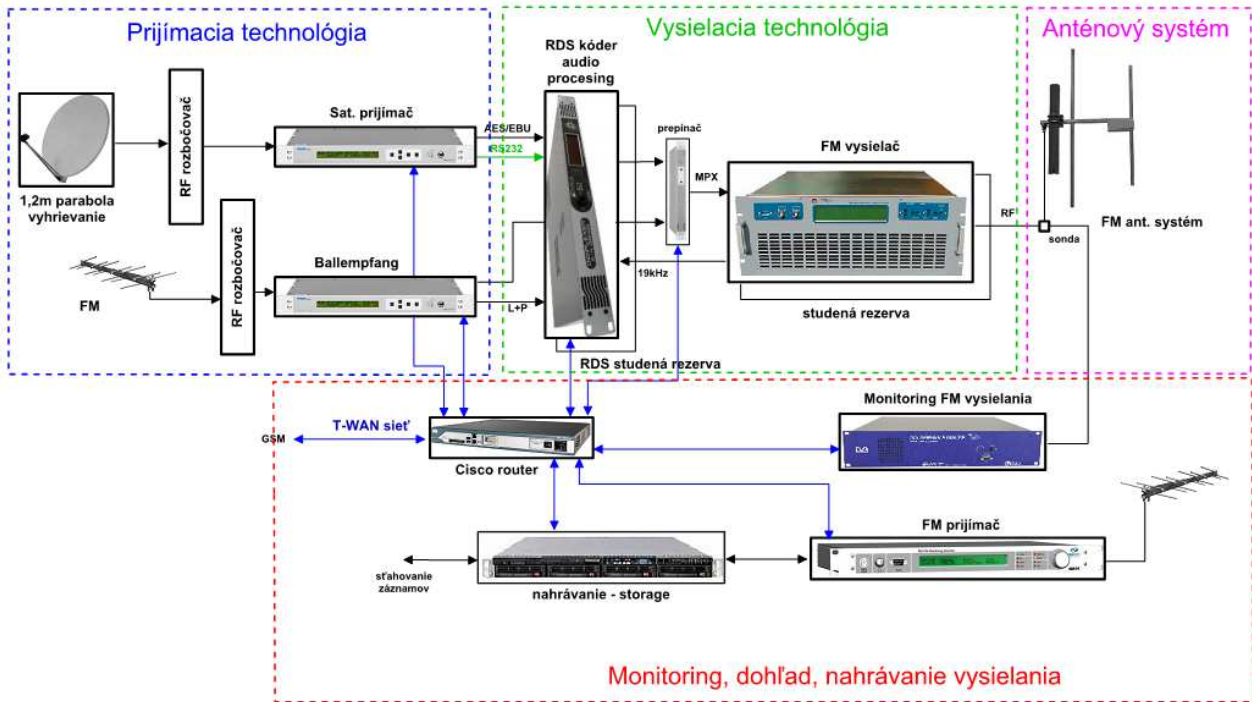 Prijímacia technológia
Vysielacia technológia
Anténový systém
RDS kóder
audio
procesing
RF rozbočovač
Sat. prijímač
AES/EBU
RS232
prepínač
FM vysielač
MPX
1,2m parabola
vyhrievanie
RF
FM ant. systém
sonda
RF rozbočovač
Ballempfang
19kHz
FM
L+P
studená rezerva
RDS studená rezerva
Monitoring FM vysielania
T-WAN sieť
GSM
Cisco router
FM prijímač
sťahovanie
záznamov
nahrávanie - storage
Monitoring, dohľad, nahrávanie vysielania